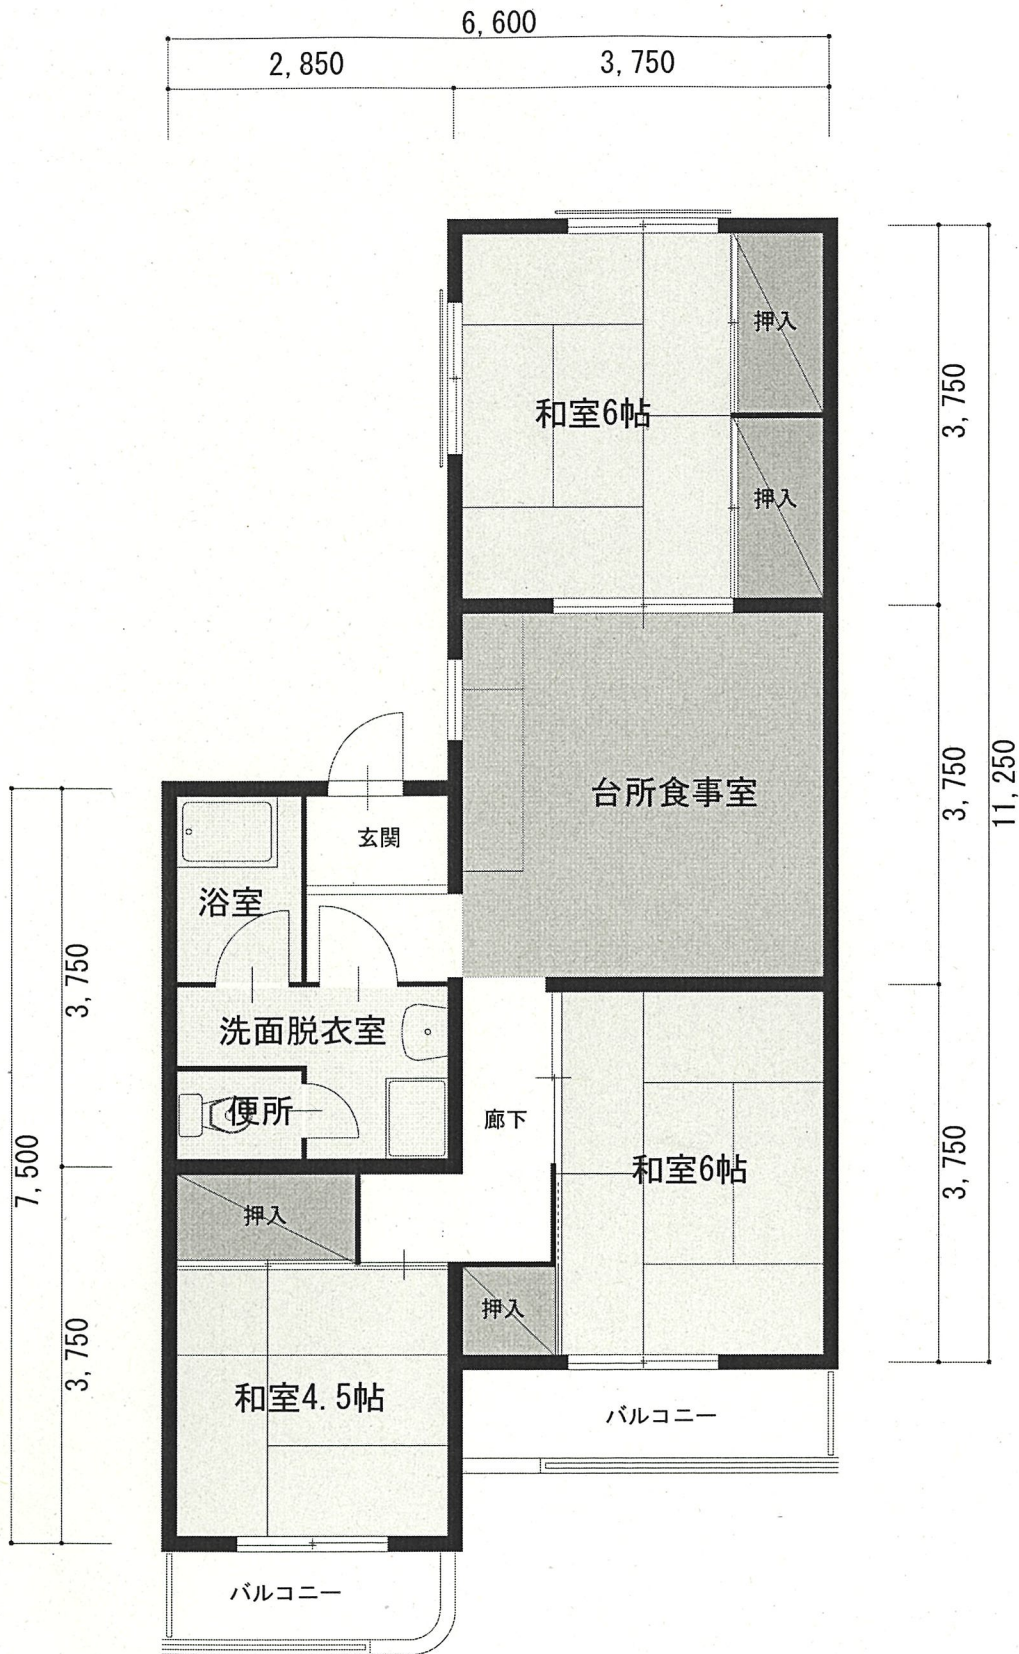 6,600
2,850
3,750
押入
3,750
和室6帖
押入
台所食事室
3,750
11,250
玄関
浴室
3,750
洗面脱衣室
便所
廊下
7,500
3,750
和室6帖
押入
押入
3,750
和室4.5帖
バルコニー
バルコニー